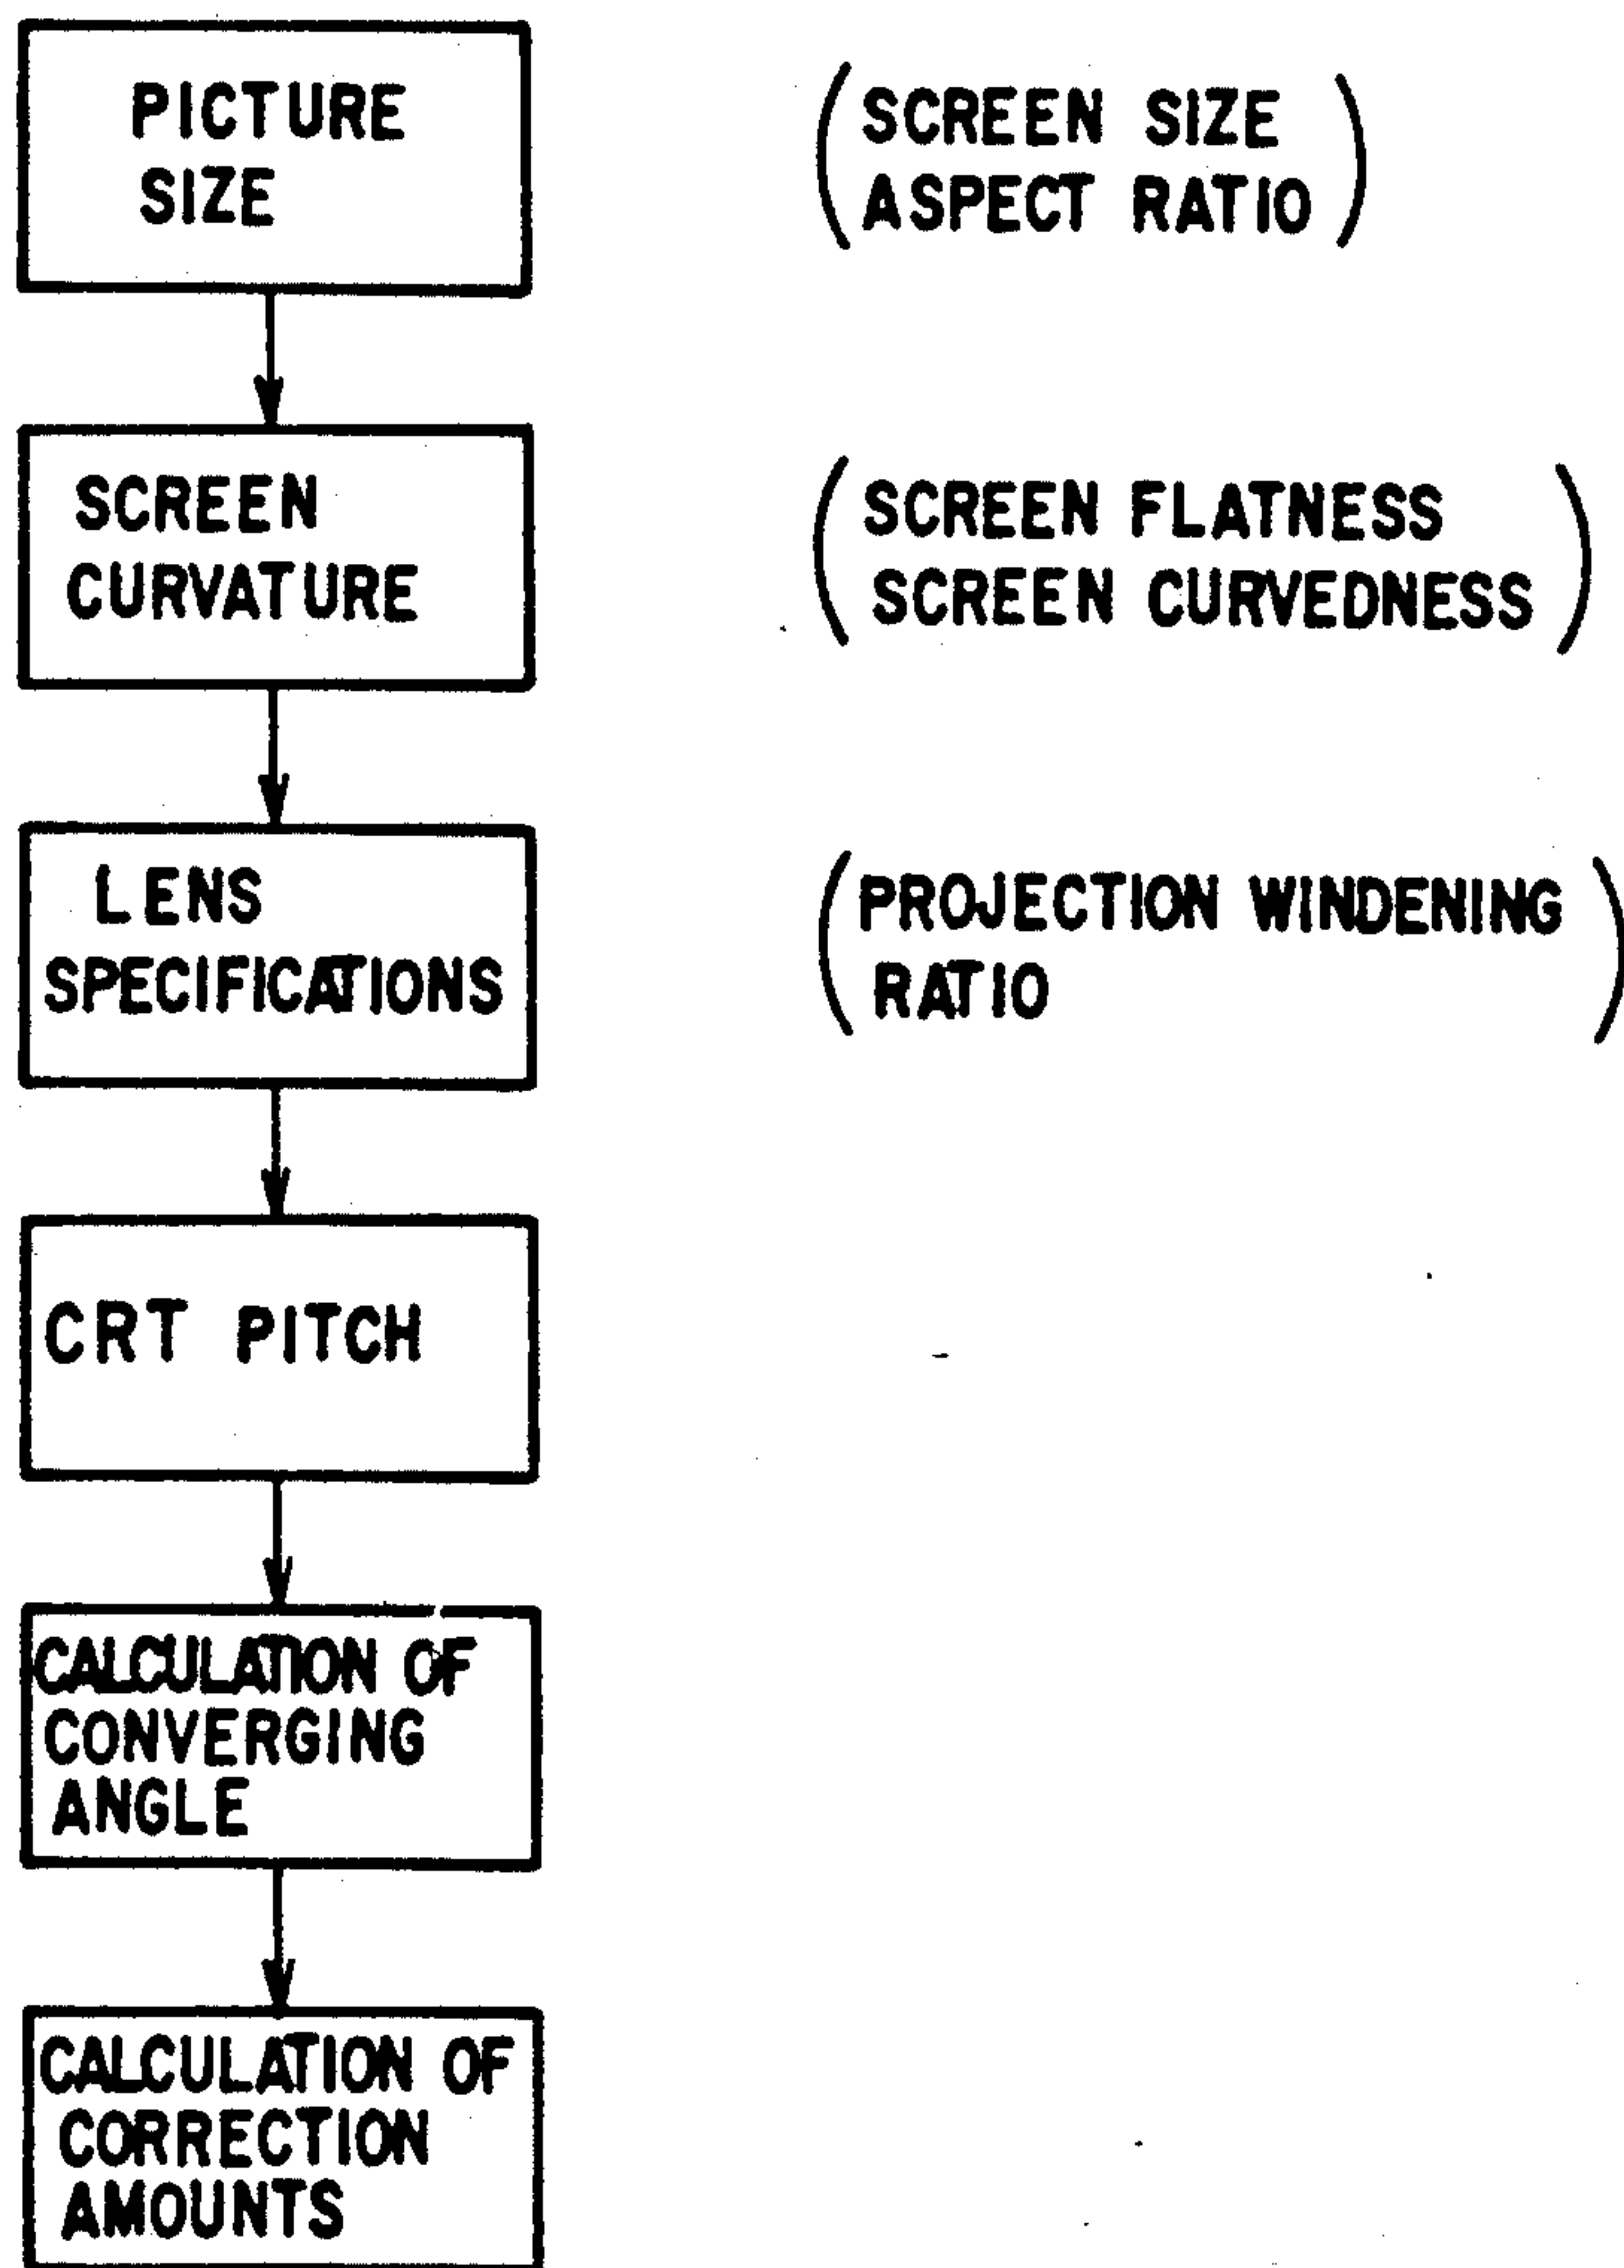 PICTURE
SIZE
(SCREEN SIZE
ASPECT RATIO)
SCREEN
CURVATURE
(SCREEN FLATNESS
SCREEN CURVEDNESS)
LENS
SPECIFICATIONS
(PROJECTION WINDENING
RATIO)
CRT PITCH
CALCULATION OF
CONVERGING
ANGLE
CALCULATION OF
CORRECTION
AMOUNTS